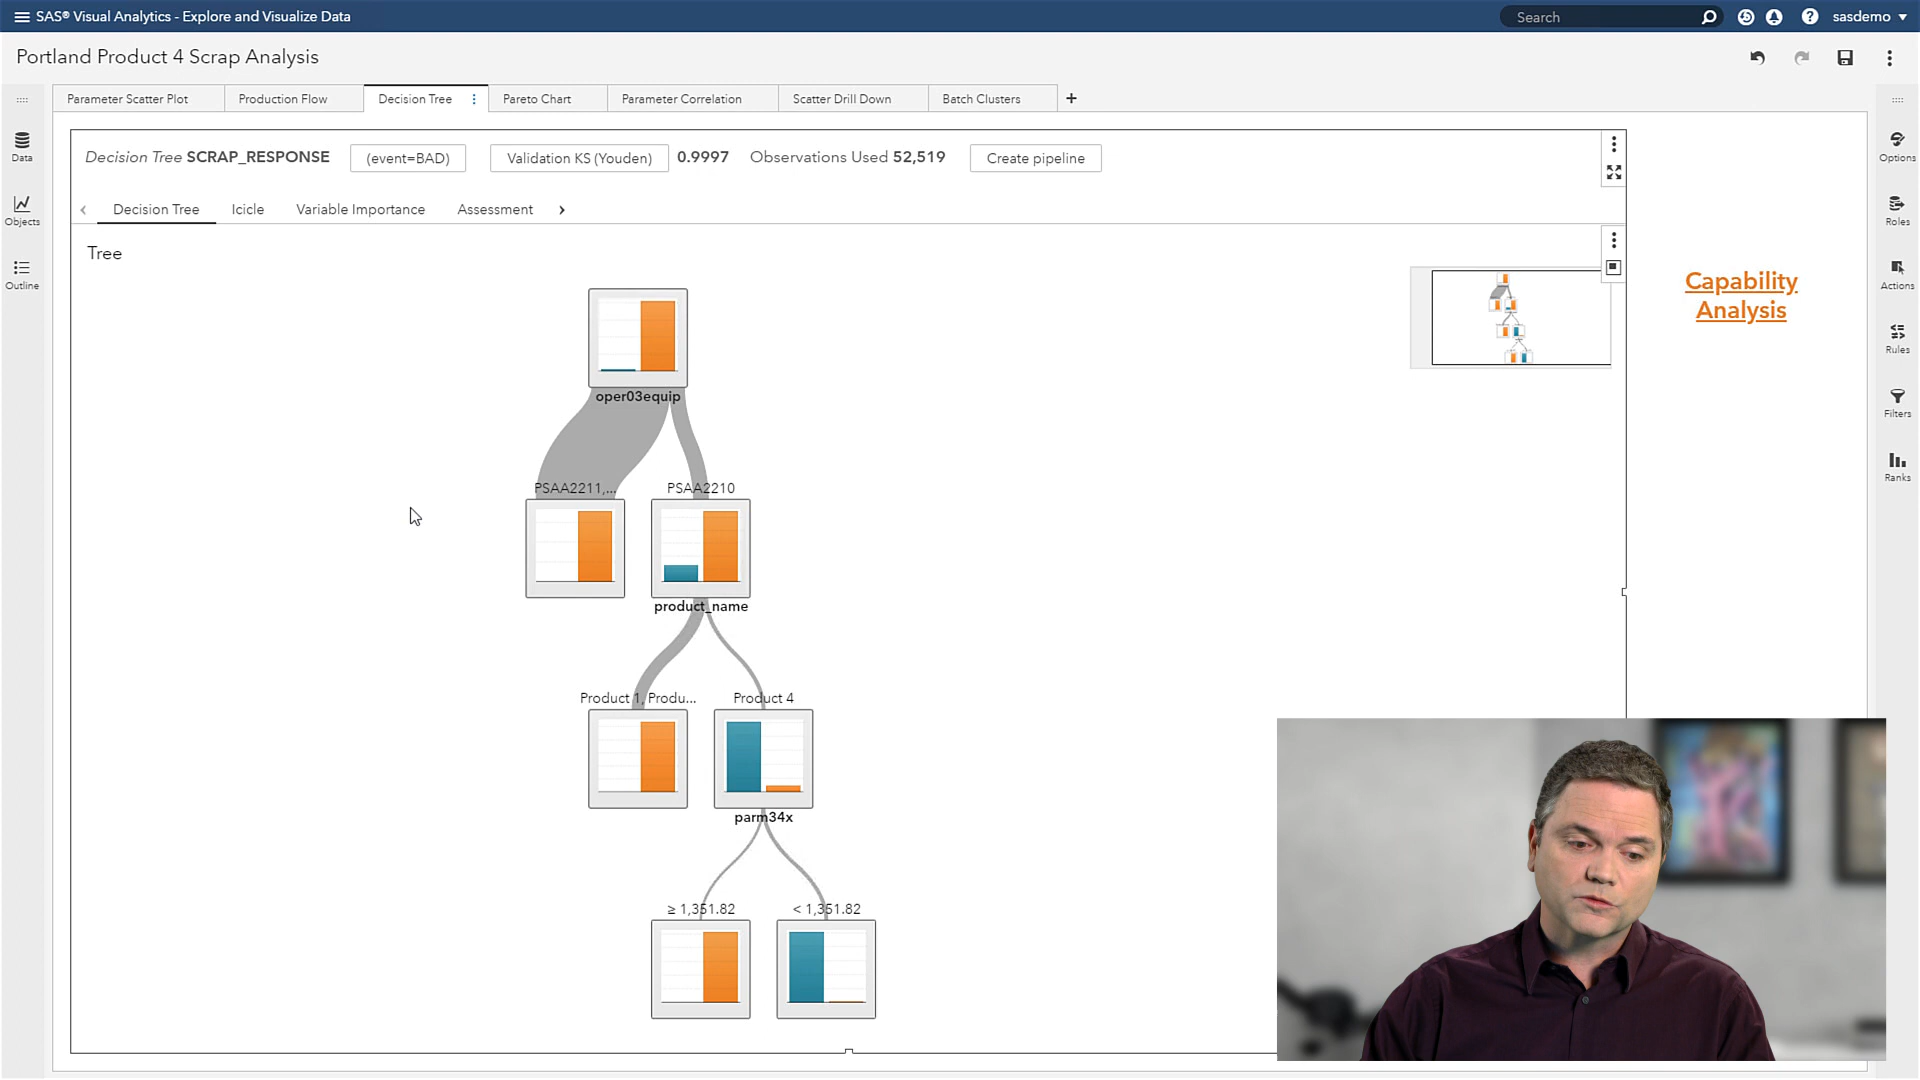 SAS® Visual Analytics - Explore and Visualize Data
Search
sasdemo
Portland Product 4 Scrap Analysis
Parameter Scatter Plot
Production Flow
Decision Tree
Pareto Chart
Parameter Correlation
Scatter Drill Down
Batch Clusters
Data
Objects
Outline
Decision Tree SCRAP_RESPONSE
(event=BAD)
Validation KS (Youden)
0.9997
Observations Used 52,519
Create pipeline
Decision Tree
Icicle
Variable Importance
Assessment
Tree
oper03equip
PSAA2211,...
PSAA2210
product_name
Product 1, Produ...
Product 4
parm34x
≥ 1,351.82
< 1,351.82
Capability
Analysis
Options
Roles
Actions
Rules
Filters
Ranks